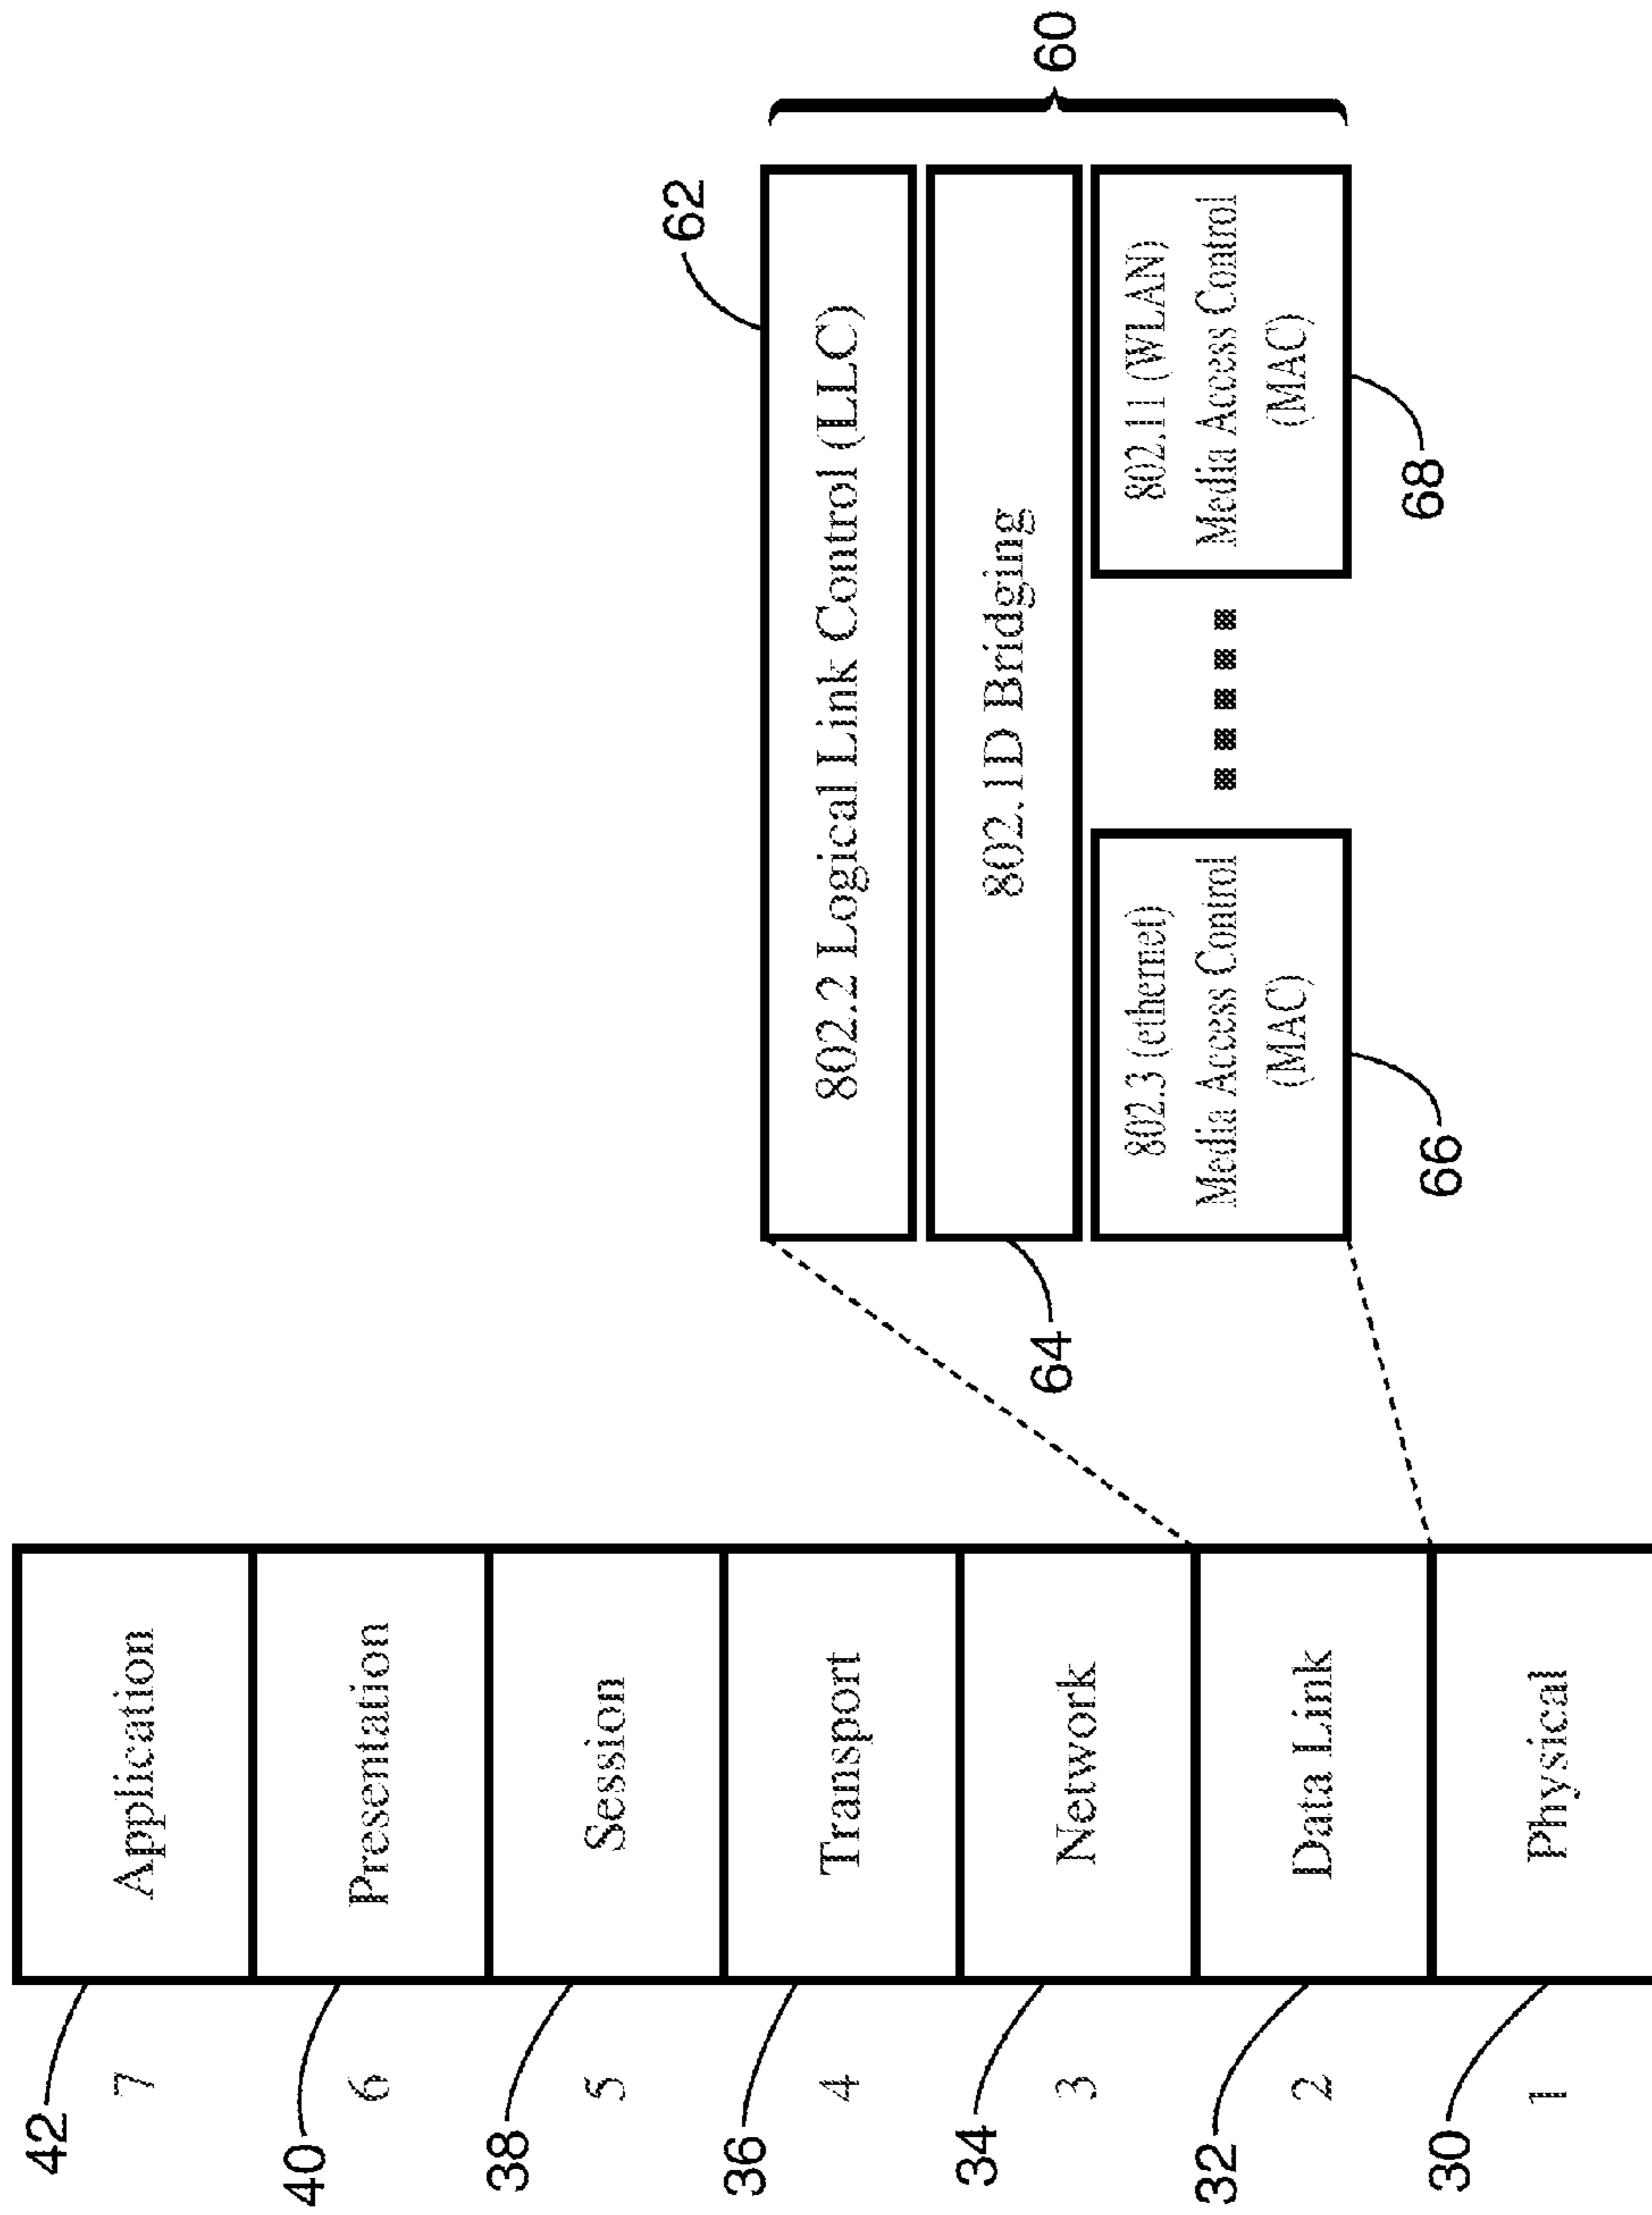 42
7
Application
40
6
Presentation
38
5
Session
36
4
Transport
34
3
Network
32
2
Data Link
30
1
Physical
62
802.2 Logical Link Control (LLC)
64
802.1D Bridging
802.3 (ethernet)
Media Access Control
(MAC)
66
802.11 (WLAN)
Media Access Control
(MAC)
68
60